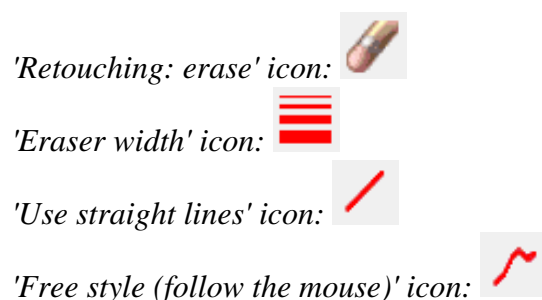 'Retouching: erase' icon:
'Eraser width' icon:
'Use straight lines' icon:
'Free style (follow the mouse)' icon: